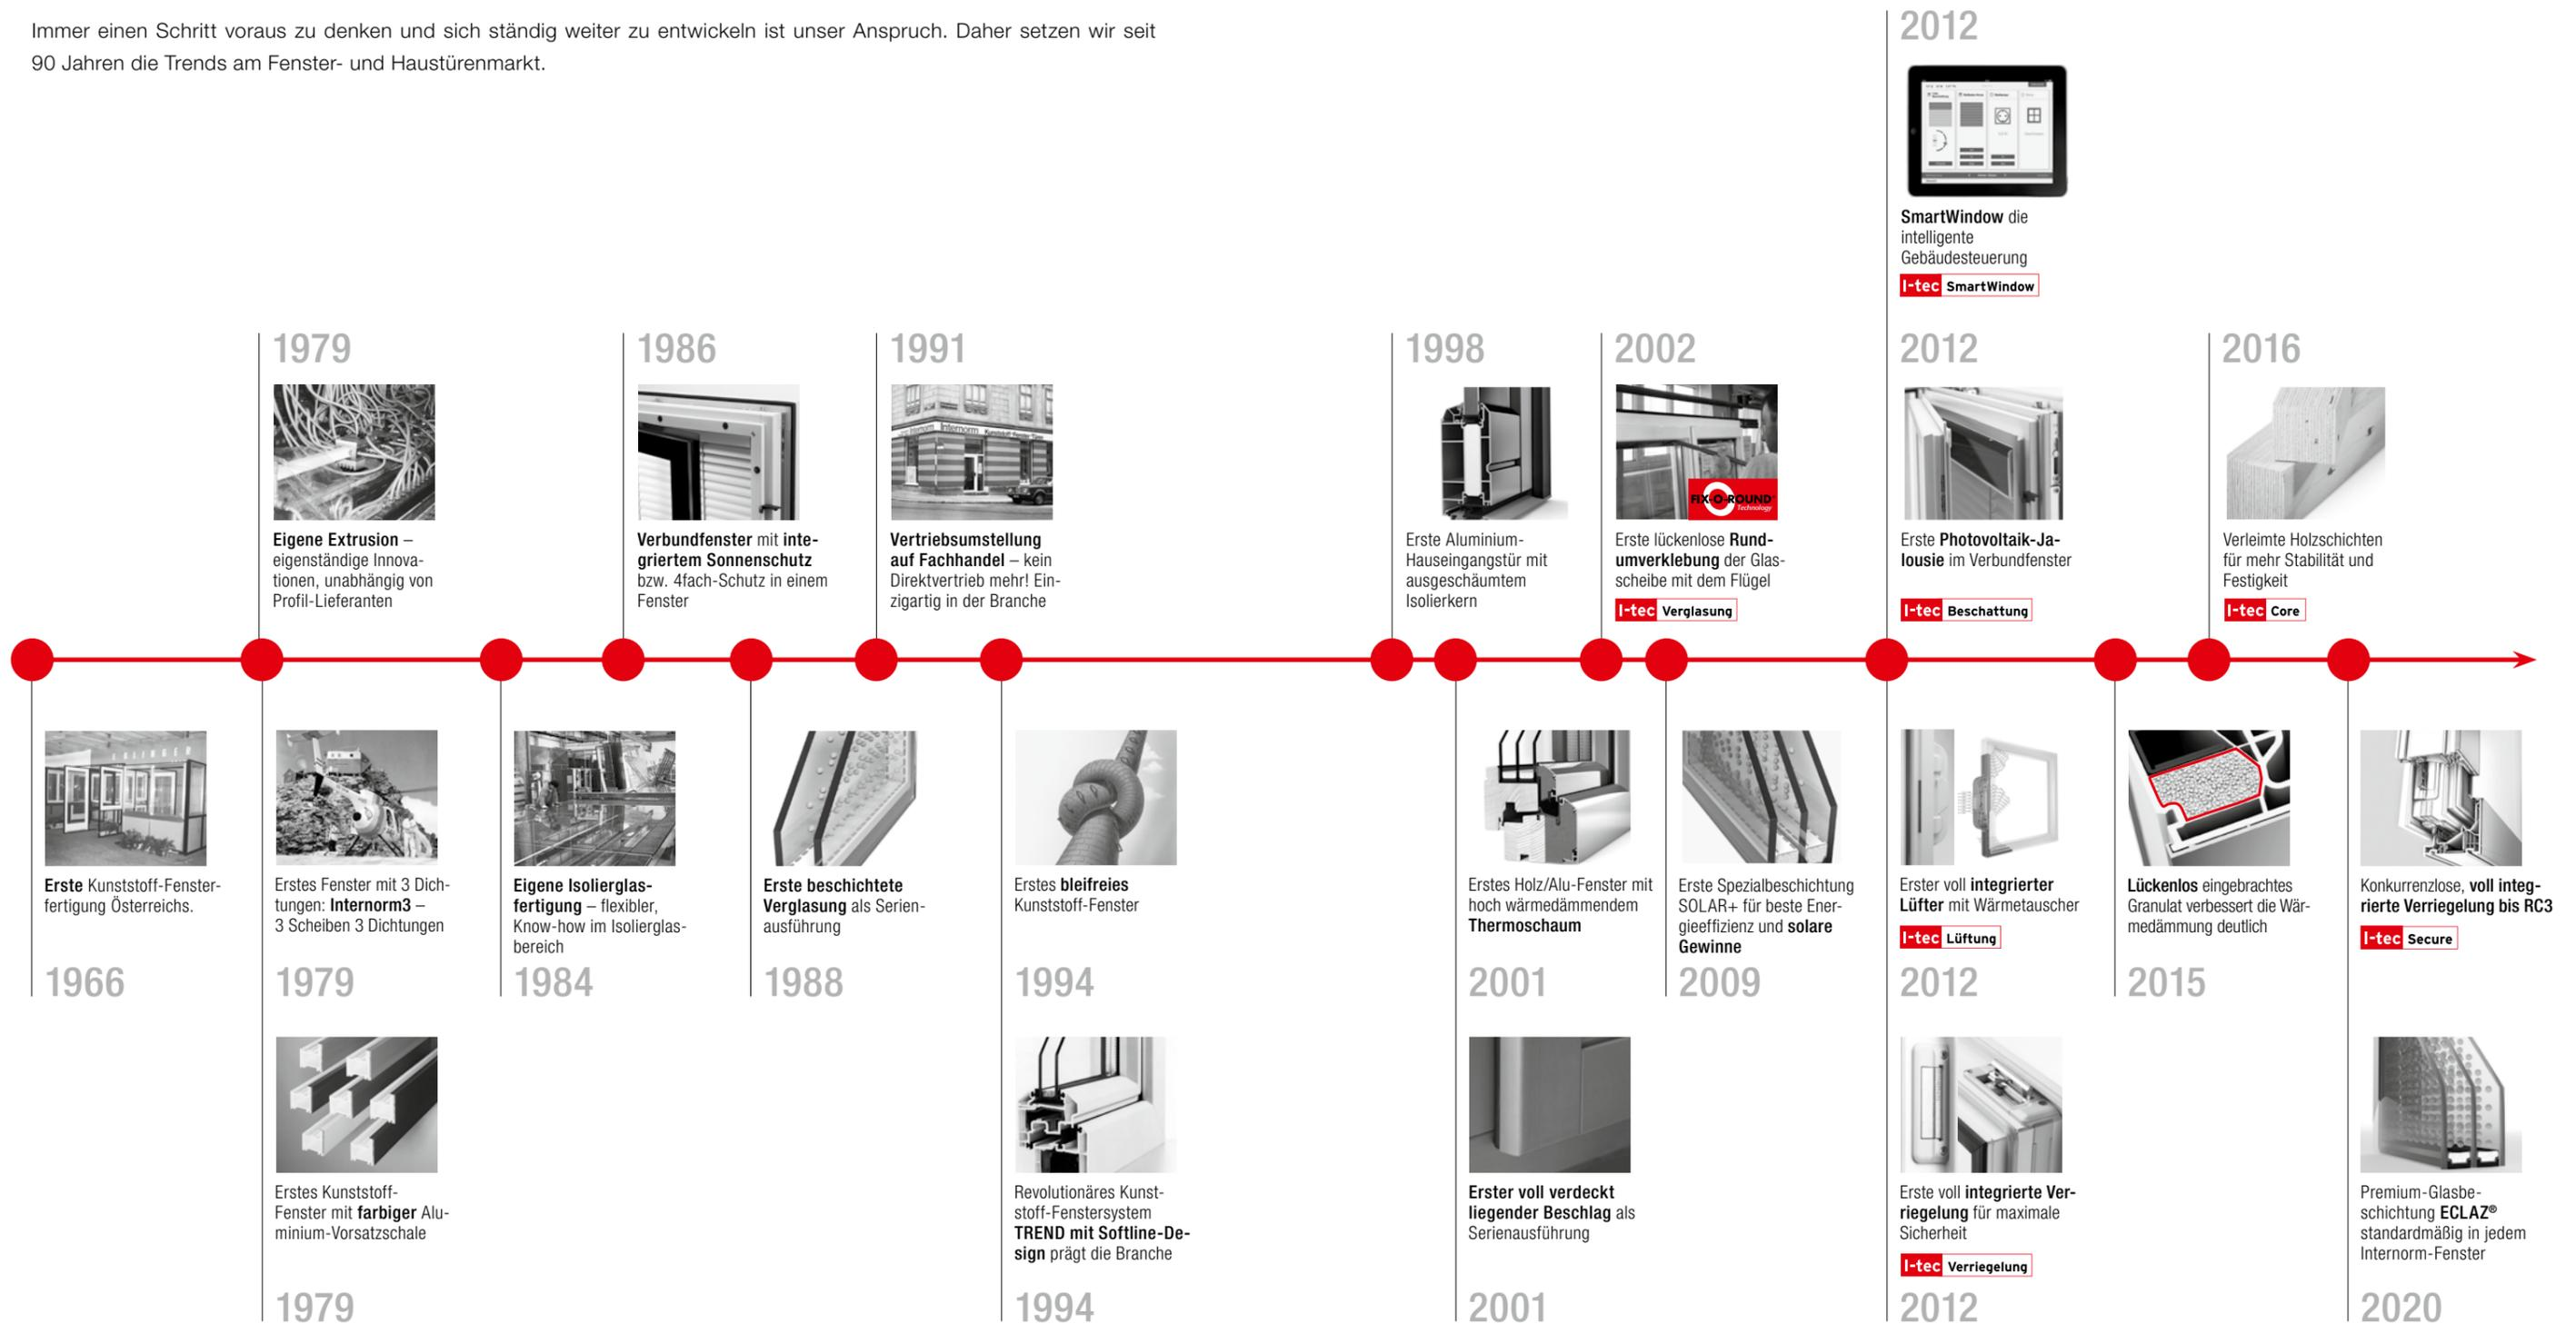 Immer einen Schritt voraus zu denken und sich ständig weiter zu entwickeln ist unser Anspruch. Daher setzen wir seit
90 Jahren die Trends am Fenster- und Haustürenmarkt.
2012
SmartWindow die
intelligente
Gebäudesteuerung
I-tec SmartWindow
1979
Eigene Extrusion –
eigenständige Innova-
tionen, unabhängig von
Profil-Lieferanten
1986
Verbundfenster mit inte-
griertem Sonnenschutz
bzw. 4fach-Schutz in einem
Fenster
1991
Internorm
Vertriebsumstellung
auf Fachhandel – kein
Direktvertrieb mehr! Ein-
zigartig in der Branche
1998
Erste Aluminium-
Hauseingangstür mit
ausgeschäumtem
Isolierkern
2002
FIX-O-ROUND
Technology
Erste lückenlose Rund-
umverklebung der Glas-
scheibe mit dem Flügel
I-tec Verglasung
2012
Erste Photovoltaik-Ja-
lousie im Verbundfenster
I-tec Beschattung
2016
Verleimte Holzschichten
für mehr Stabilität und
Festigkeit
I-tec Core
Erste Kunststoff-Fenster-
fertigung Österreichs.
1966
Erstes Fenster mit 3 Dich-
tungen: Internorm3 –
3 Scheiben 3 Dichtungen
1979
Erstes Kunststoff-
Fenster mit farbiger Alu-
minium-Vorsatzschale
1979
Eigene Isolierglas-
fertigung – flexibler,
Know-how im Isolierglas-
bereich
1984
Erste beschichtete
Verglasung als Serien-
ausführung
1988
Erstes bleifreies
Kunststoff-Fenster
1994
Revolutionäres Kunst-
stoff-Fenstersystem
TREND mit Softline-De-
sign prägt die Branche
1994
Erstes Holz/Alu-Fenster mit
hoch wärmedämmendem
Thermoschaum
2001
Erster voll verdeckt
liegender Beschlag als
Serienausführung
2001
Erste Spezialbeschichtung
SOLAR+ für beste Ener-
gieeffizienz und solare
Gewinne
2009
Erster voll integrierter
Lüfter mit Wärmetauscher
I-tec Lüftung
2012
Erste voll integrierte Ver-
riegelung für maximale
Sicherheit
I-tec Verriegelung
2012
Lückenlos eingebrachtes
Granulat verbessert die Wär-
medämmung deutlich
2015
Konkurrenzlose, voll integ-
rierte Verriegelung bis RC3
I-tec Secure
Premium-Glasbe-
schichtung ECLAZ®
standardmäßig in jedem
Internorm-Fenster
2020